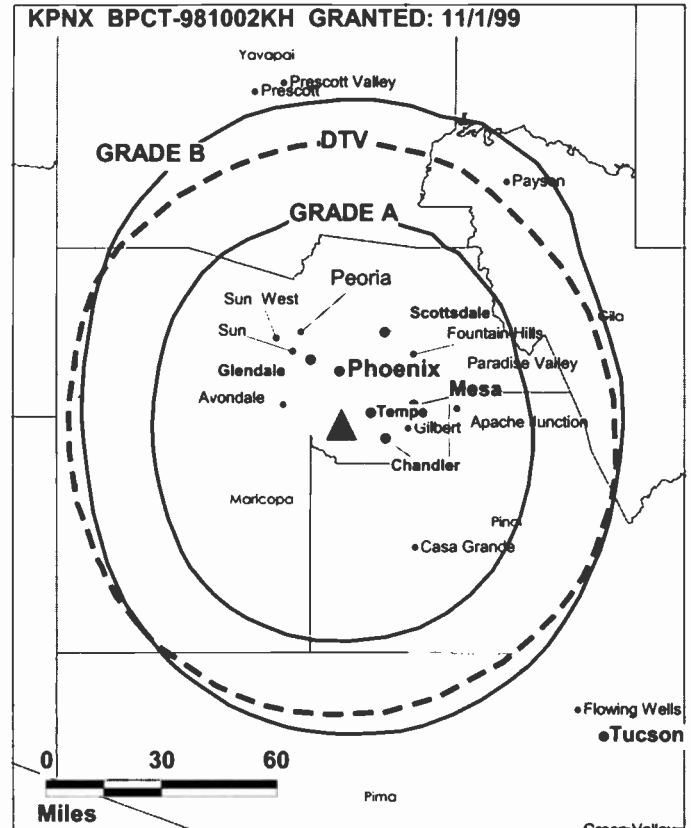 KPNX BPCT-981002KH GRANTED: 11/1/99
Yavapai
Prescott Valley
Prescott
DTV
GRADE B
Payson
GRADE A
Peoria
Sun West
Scottsdale
Gila
Sun
Fountain Hills
Glendale
Phoenix
Paradise Valley
Mesa
Avondale
Tempe
Apache Junction
Gilbert
Chandler
Maricopa
Pinal
Casa Grande
Flowing Wells
Tucson
0 30 60
Miles
Pima
Green Valley